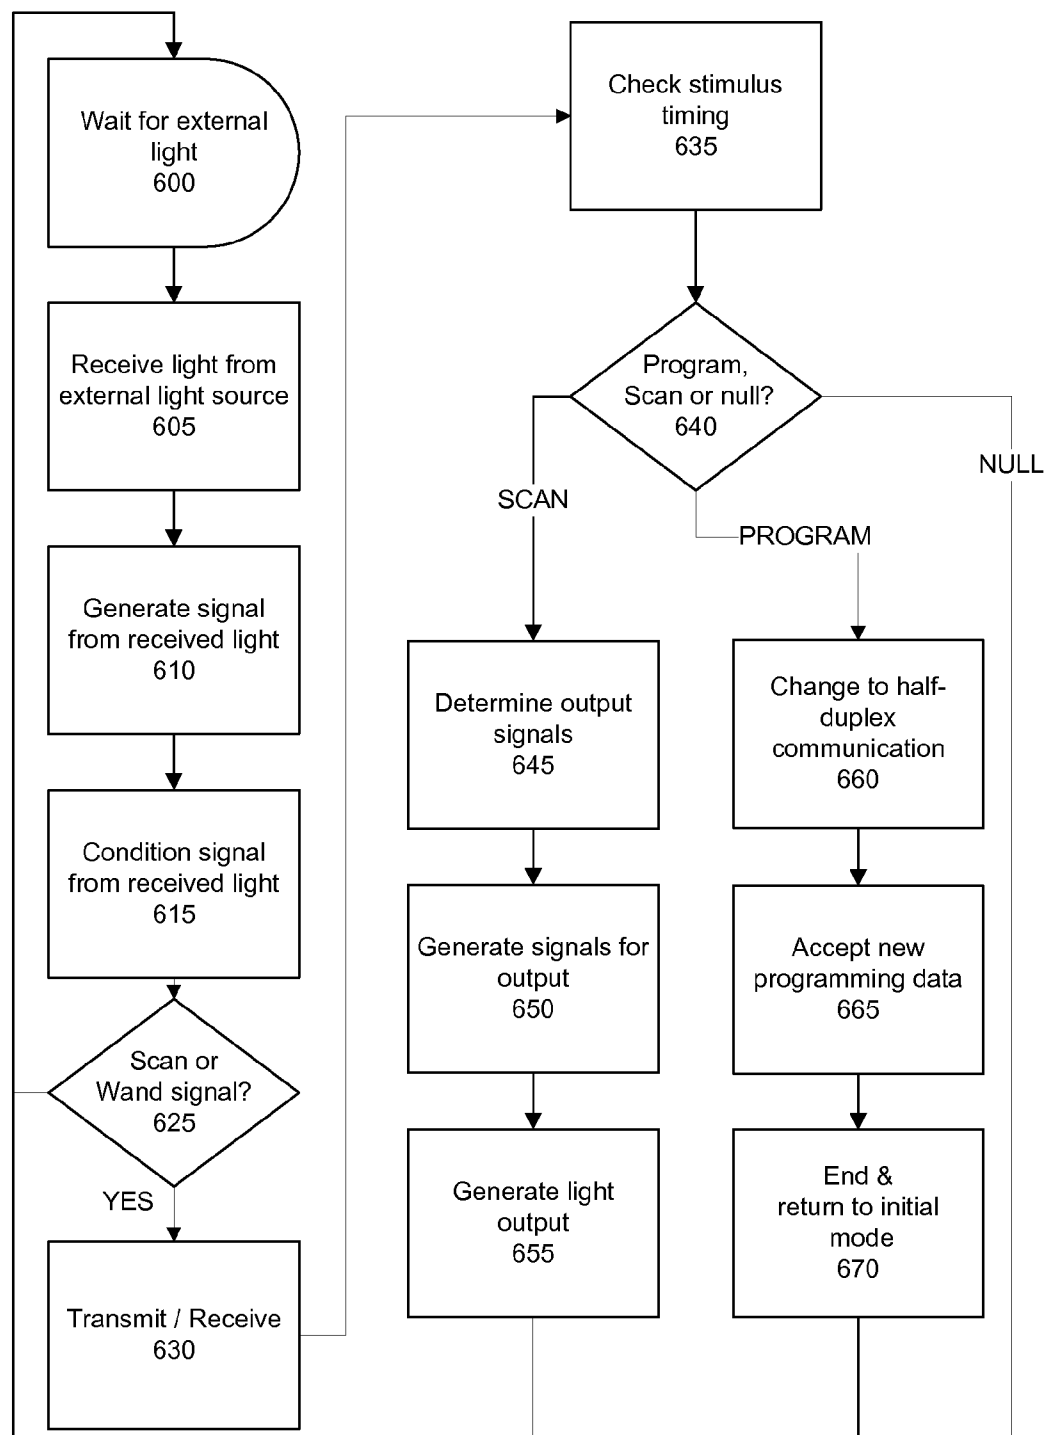 Wait for external
light
600
Receive light from
external light source
605
Generate signal
from received light
610
Condition signal
from received light
615
Scan or
Wand signal?
625
YES
Transmit / Receive
630
Check stimulus
timing
635
Program,
Scan or null?
640
SCAN
PROGRAM
NULL
Determine output
signals
645
Generate signals for
output
650
Generate light
output
655
Change to half-
duplex
communication
660
Accept new
programming data
665
End &
return to initial
mode
670